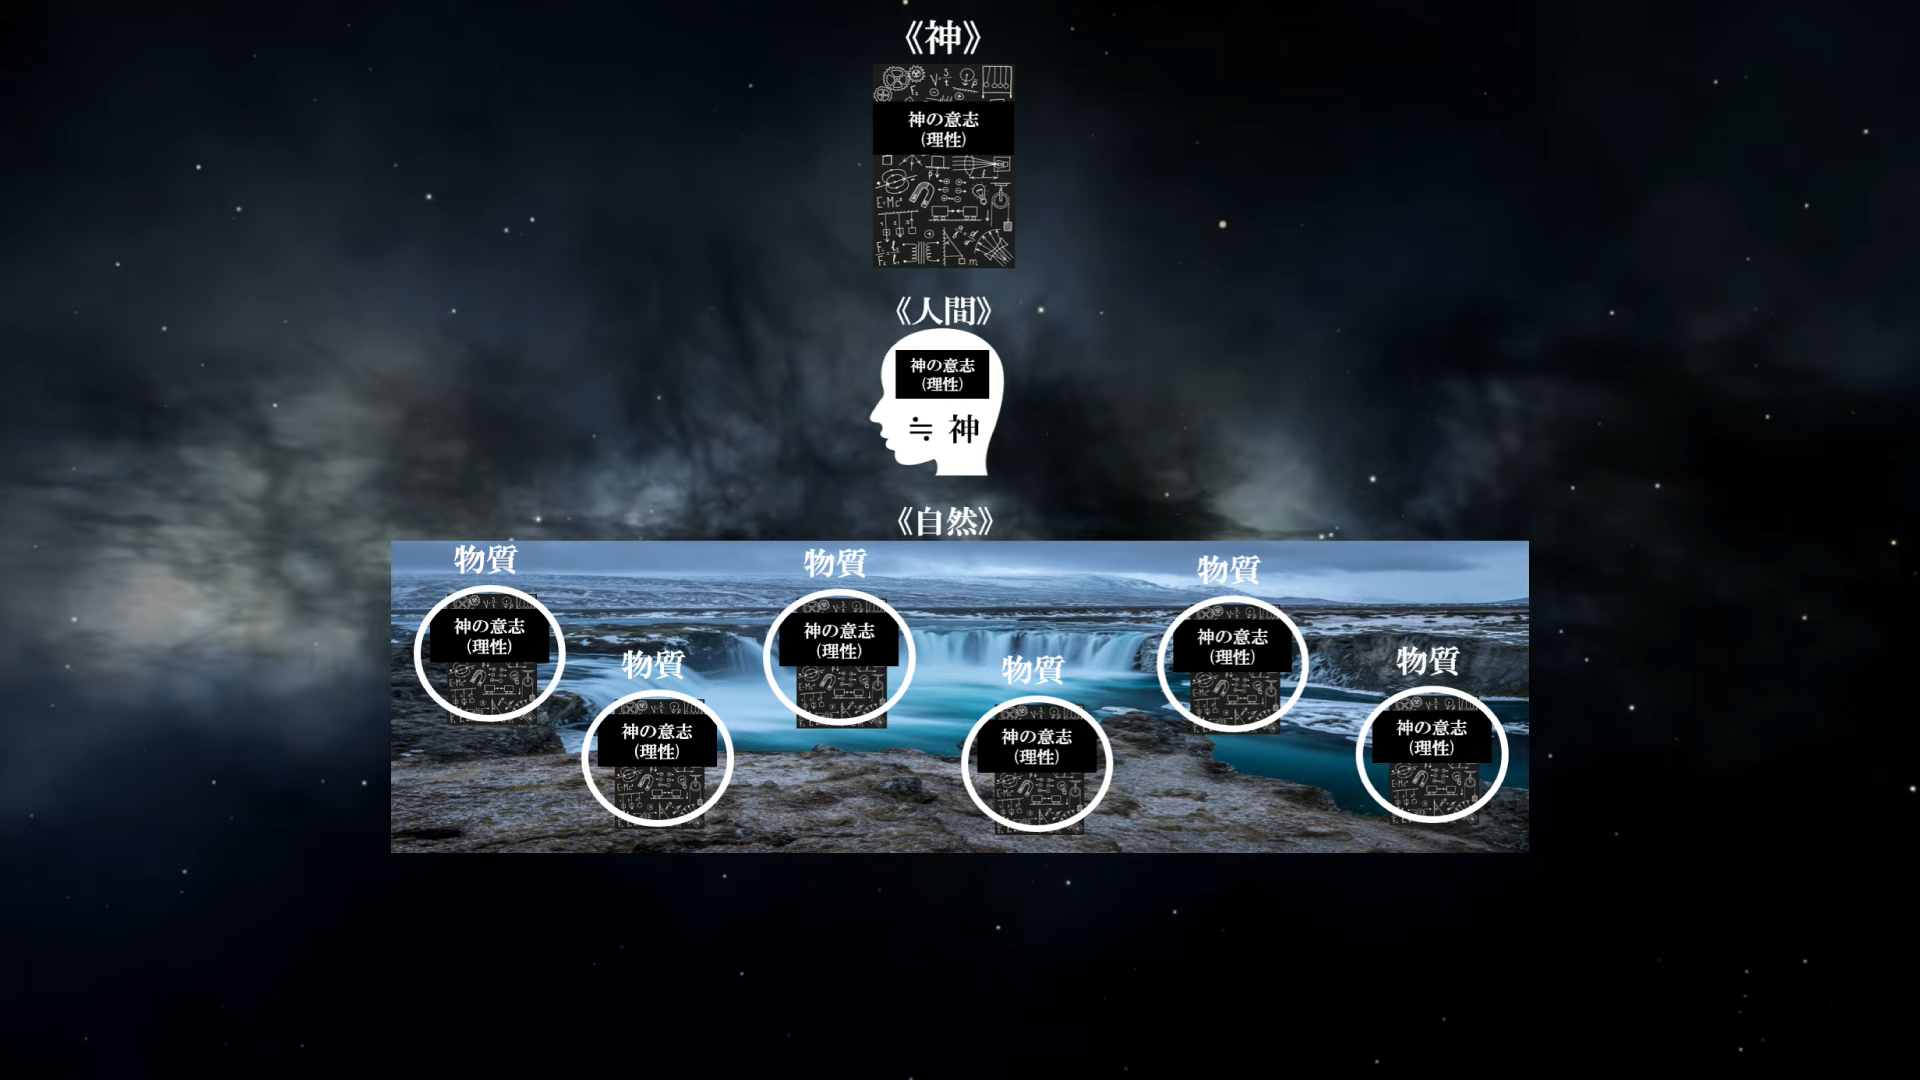 《神》
V=s/t
F₂
神の意志
(理性)
E=Mc²
m
《人間》
神の意志
(理性)
≒ 神
《自然》
物質
神の意志
(理性)
物質
神の意志
(理性)
物質
神の意志
(理性)
物質
神の意志
(理性)
物質
神の意志
(理性)
物質
神の意志
(理性)